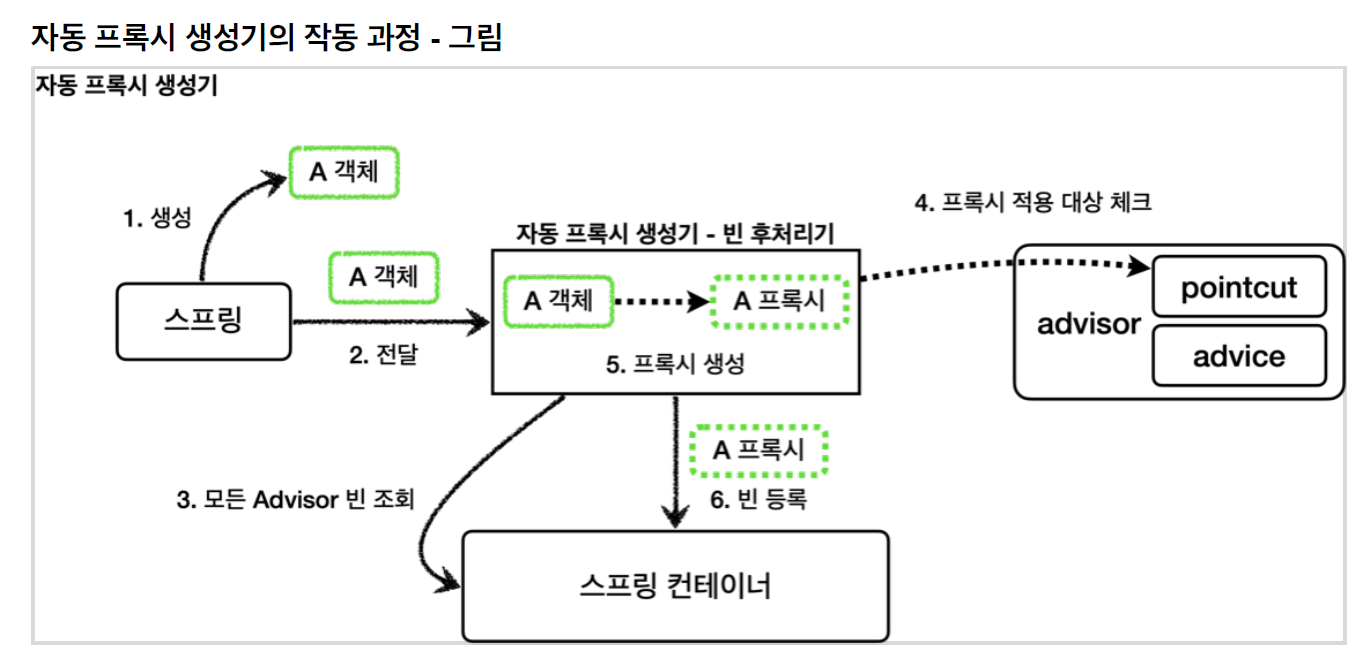 자동 프록시 생성기의 작동 과정 - 그림
자동 프록시 생성기
A 객체
1. 생성
4. 프록시 적용 대상 체크
자동 프록시 생성기 - 빈 후처리기
A 객체
A 객체
A 프록시
pointcut
스프링
advisor
2. 전달
5. 프록시 생성
advice
A 프록시
3. 모든 Advisor 빈 조회
6. 빈 등록
스프링 컨테이너